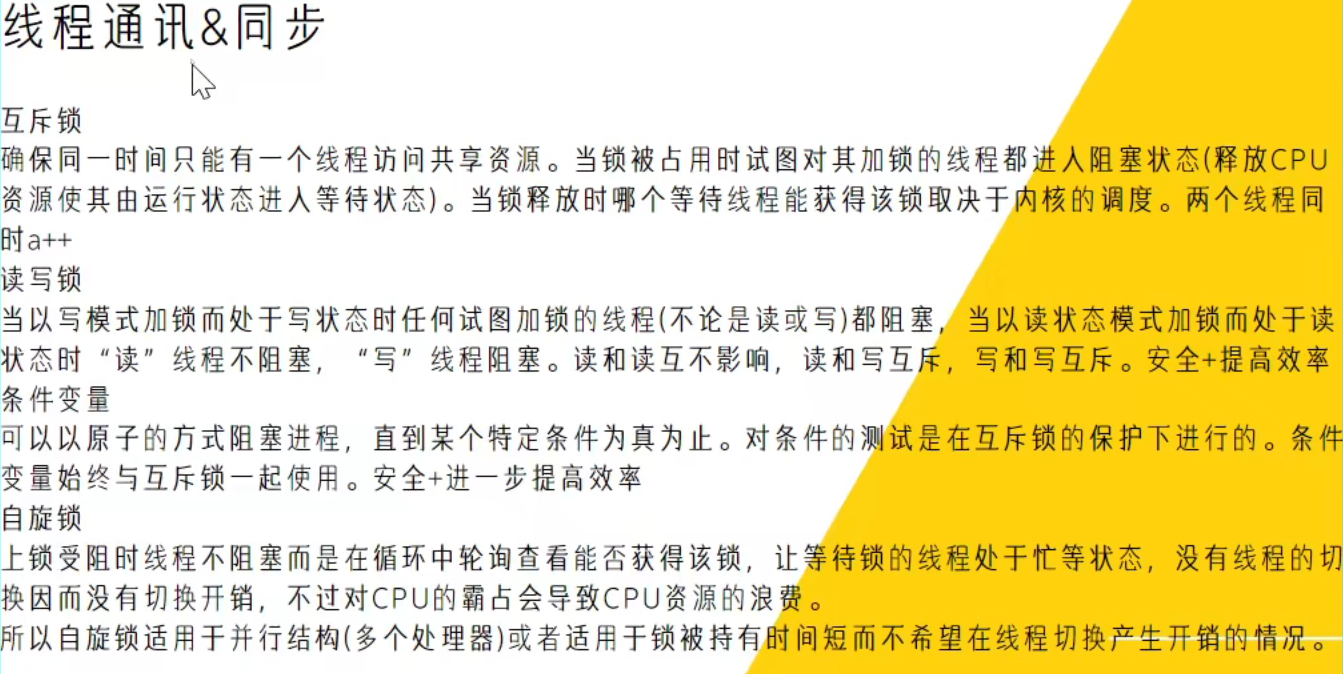 线程通讯&同步
互斥锁
确保同一时间只能有一个线程访问共享资源。当锁被占用时试图对其加锁的线程都进入阻塞状态(释放CPU
资源使其由运行状态进入等待状态)。当锁释放时哪个等待线程能获得该锁取决于内核的调度。两个线程同
时a++
读写锁
当以写模式加锁而处于写状态时任何试图加锁的线程(不论是读或写)都阻塞，当以读状态模式加锁而处于读
状态时“读”线程不阻塞，“写”线程阻塞。读和读互不影响，读和写互斥，写和写互斥。安全+提高效率
条件变量
可以以原子的方式阻塞进程，直到某个特定条件为真为止。对条件的测试是在互斥锁的保护下进行的。条件
变量始终与互斥锁一起使用。安全+进一步提高效率
自旋锁
上锁受阻时线程不阻塞而是在循环中轮询查看能否获得该锁，让等待锁的线程处于忙等状态，没有线程的切
换因而没有切换开销，不过对CPU的霸占会导致CPU资源的浪费。
所以自旋锁适用于并行结构(多个处理器)或者适用于锁被持有时间短而不希望在线程切换产生开销的情况。